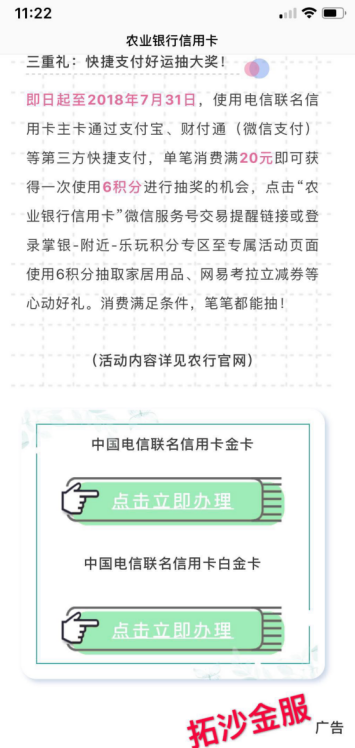 11:22
农业银行信用卡
三重礼：快捷支付好运抽大奖！
即日起至2018年7月31日，使用电信联名信
用卡主卡通过支付宝、财付通（微信支付）
等第三方快捷支付，单笔消费满20元即可获
得一次使用6积分进行抽奖的机会，点击“农
业银行信用卡”微信服务号交易提醒链接或登
录掌银-附近-乐玩积分专区至专属活动页面
使用6积分抽取家居用品、网易考拉立减券等
心动好礼。消费满足条件，笔笔都能抽！
（活动内容详见农行官网）
中国电信联名信用卡金卡
点击立即办理
中国电信联名信用卡白金卡
点击立即办理
拓沙金服
广告